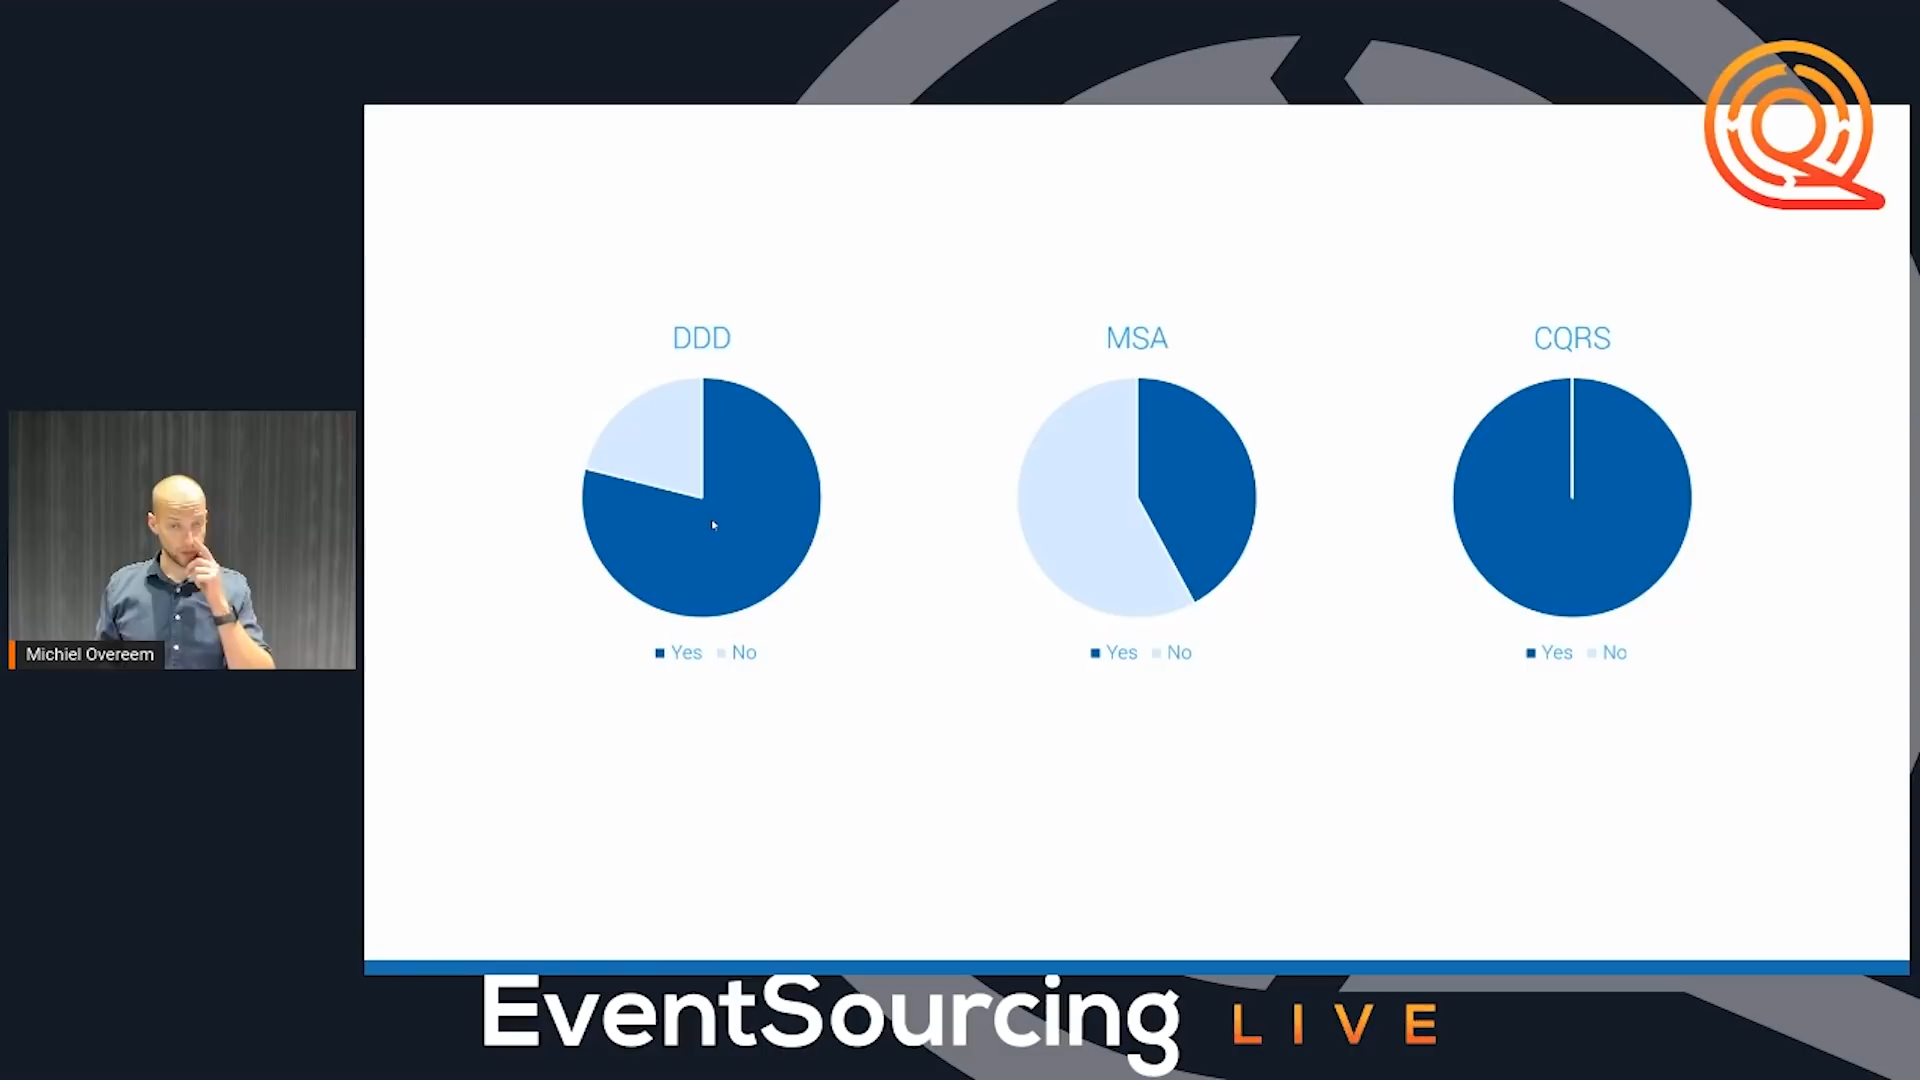 DDD
MSA
CQRS
Yes No
Yes No
Yes No
Michiel Overeem
EventSourcing LIVE